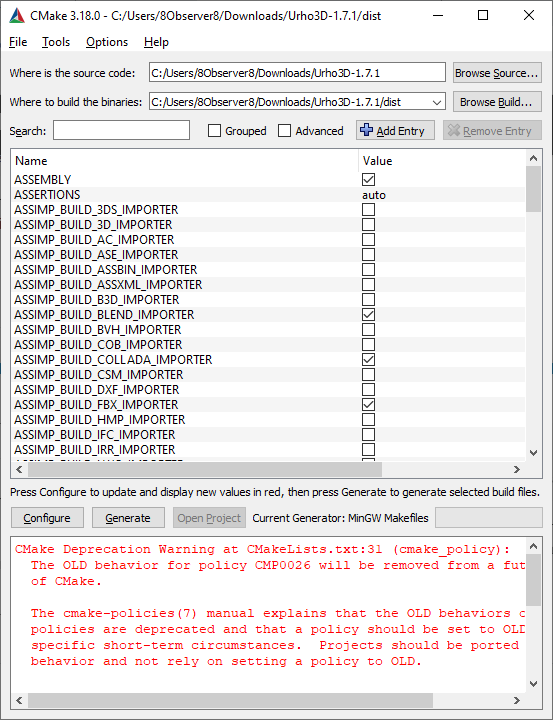 CMake 3.18.0 - C:/Users/8Observer8/Downloads/Urho3D-1.7.1/dist
File Tools Options Help
Where is the source code: C:/Users/8Observer8/Downloads/Urho3D-1.7.1 Browse Source...
Where to build the binaries: C:/Users/8Observer8/Downloads/Urho3D-1.7.1/dist Browse Build...
Search: Grouped Advanced Add Entry Remove Entry
Name Value
ASSEMBLY
ASSERTIONS auto
ASSIMP_BUILD_3DS_IMPORTER
ASSIMP_BUILD_3D_IMPORTER
ASSIMP_BUILD_AC_IMPORTER
ASSIMP_BUILD_ASE_IMPORTER
ASSIMP_BUILD_ASSBIN_IMPORTER
ASSIMP_BUILD_ASSXML_IMPORTER
ASSIMP_BUILD_B3D_IMPORTER
ASSIMP_BUILD_BLEND_IMPORTER
ASSIMP_BUILD_BVH_IMPORTER
ASSIMP_BUILD_COB_IMPORTER
ASSIMP_BUILD_COLLADA_IMPORTER
ASSIMP_BUILD_CSM_IMPORTER
ASSIMP_BUILD_DXF_IMPORTER
ASSIMP_BUILD_FBX_IMPORTER
ASSIMP_BUILD_HMP_IMPORTER
ASSIMP_BUILD_IFC_IMPORTER
ASSIMP_BUILD_IRR_IMPORTER
Press Configure to update and display new values in red, then press Generate to generate selected build files.
Configure Generate Open Project Current Generator: MinGW Makefiles
CMake Deprecation Warning at CMakeLists.txt:31 (cmake_policy):
The OLD behavior for policy CMP0026 will be removed from a fut
of CMake.
The cmake-policies(7) manual explains that the OLD behaviors
policies are deprecated and that a policy should be set to OLD
specific short-term circumstances. Projects should be ported
behavior and not rely on setting a policy to OLD.